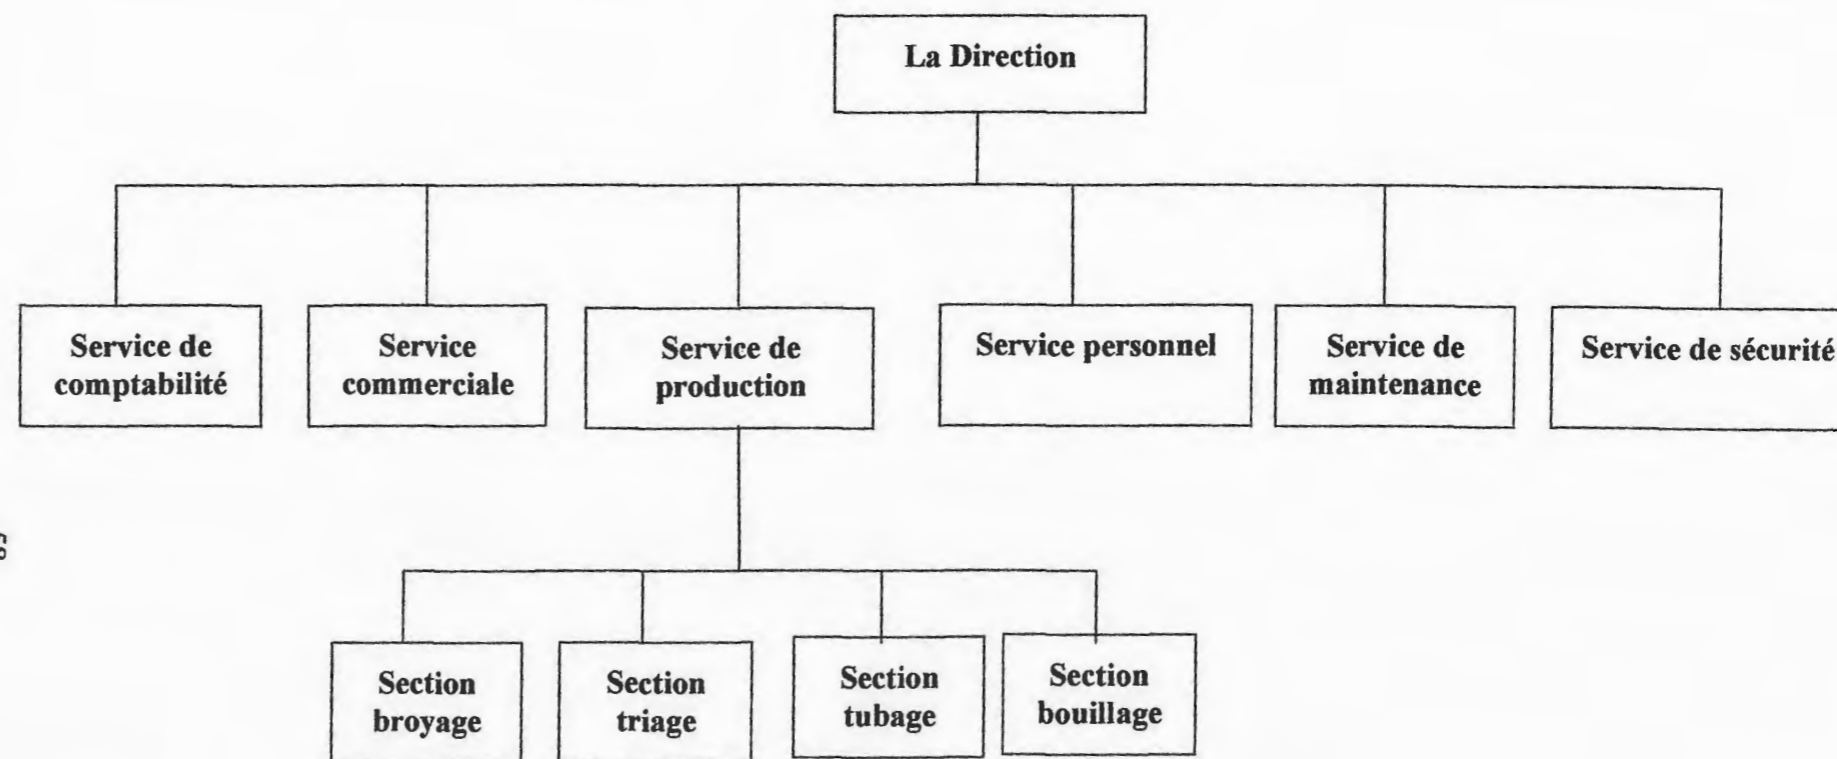 La Direction
Service de
comptabilité
Service
commerciale
Service de
production
Service personnel
Service de
maintenance
Service de sécurité
Section
broyage
Section
triage
Section
tubage
Section
bouillage